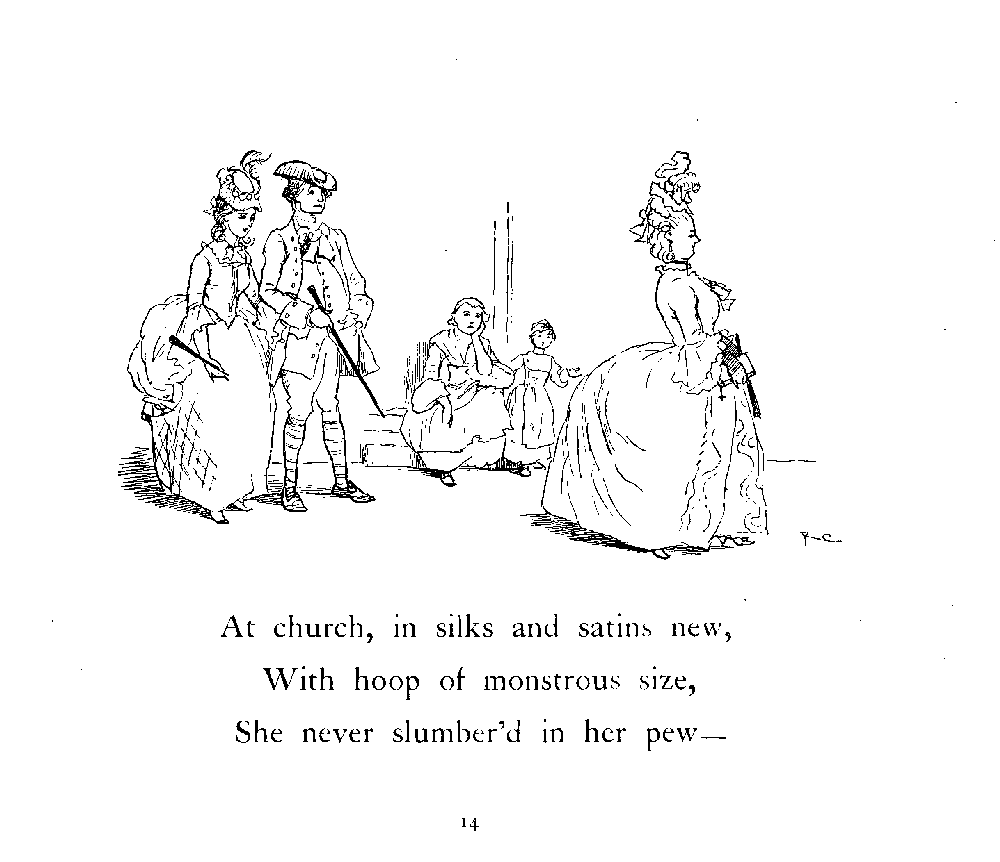 R.C.
At church, in silks and satins new,
With hoop of monstrous size,
She never slumber'd in her pew—
14